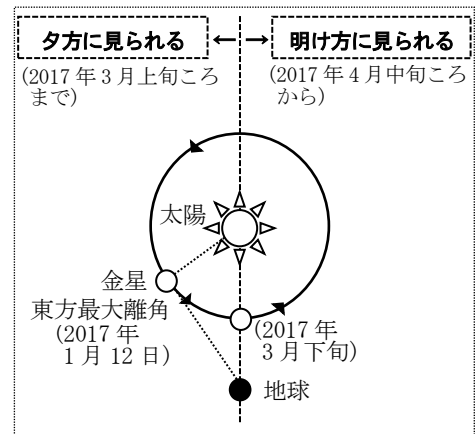 夕方に見られる ← → 明け方に見られる
(2017 年 3 月上旬ころ
まで)
(2017 年 4 月中旬ころ
から)
太陽
金星
東方最大離角
(2017 年
1 月 12 日)
(2017 年
3 月下旬)
地球